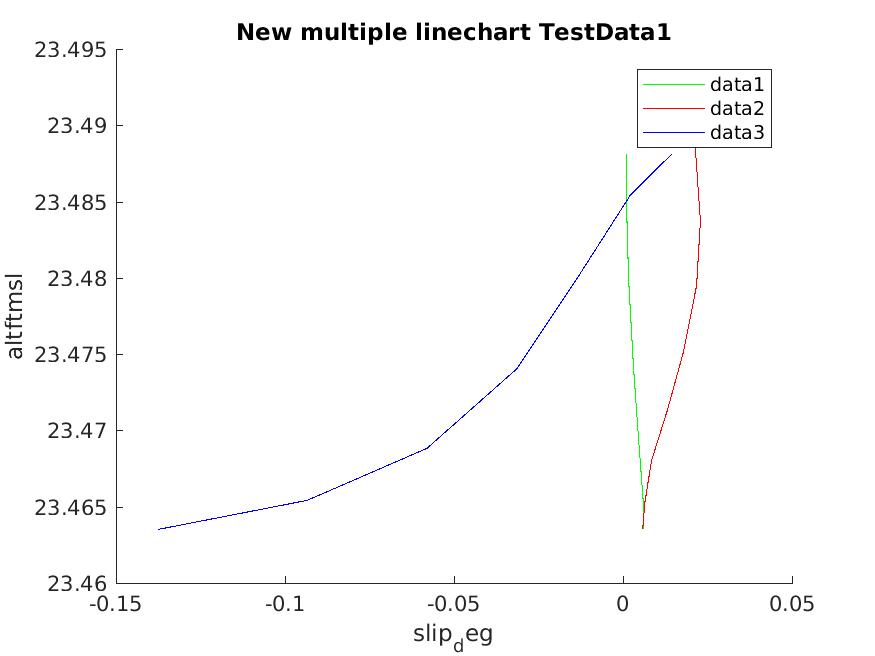 New multiple linechart TestData1
23.495
23.49
23.485
23.48
23.475
23.47
23.465
23.46
altftmsl
data1
data2
data3
-0.15
-0.1
-0.05
0
0.05
slip_deg